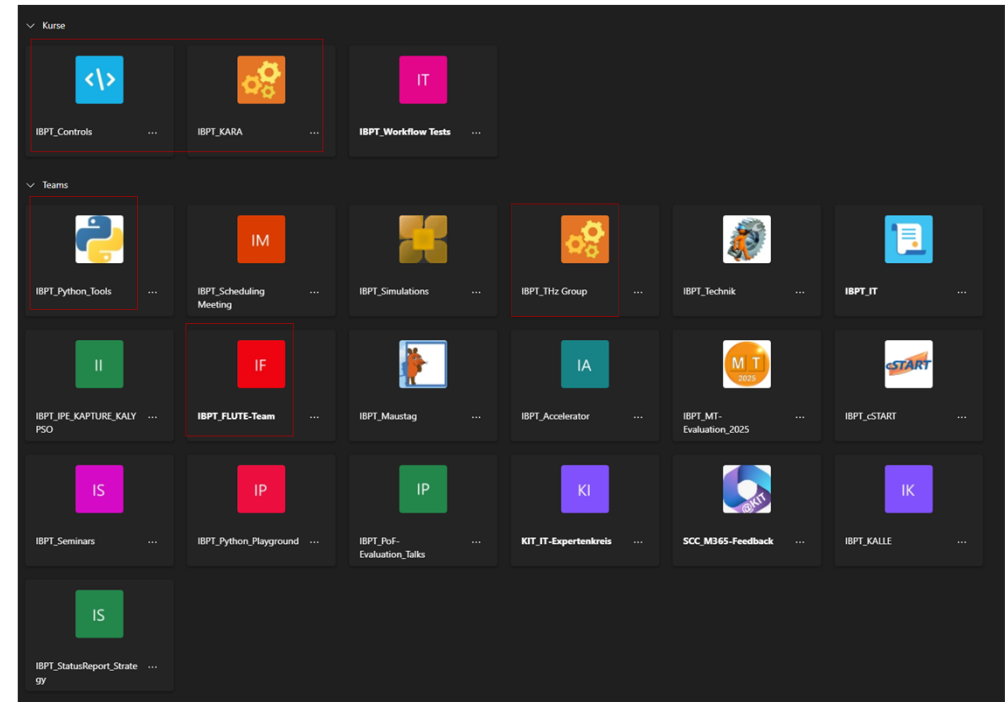 Kurse
IBPT_Controls ...
IBPT_KARA ...
IT
IBPT_Workflow Tests ...
Teams
IBPT_Python_Tools ...
IM
IBPT_Scheduling
Meeting ...
IBPT_Simulations ...
IBPT_THz Group ...
IBPT_Technik ...
IBPT_IT ...
II
IBPT_IPE_KAPTURE_KALY
PSO ...
IF
IBPT_FLUTE-Team ...
IBPT_Maustag ...
IA
IBPT_Accelerator ...
MT
2025
IBPT_MT-
Evaluation_2025 ...
cSTART
IBPT_cSTART ...
IS
IBPT_Seminars ...
IP
IBPT_Python_Playground ...
IP
IBPT_PoF-
Evaluation_Talks ...
KI
KIT_IT-Expertenkreis ...
@KIT
SCC_M365-Feedback ...
IK
IBPT_KALLE ...
IS
IBPT_StatusReport_Strate
gy ...